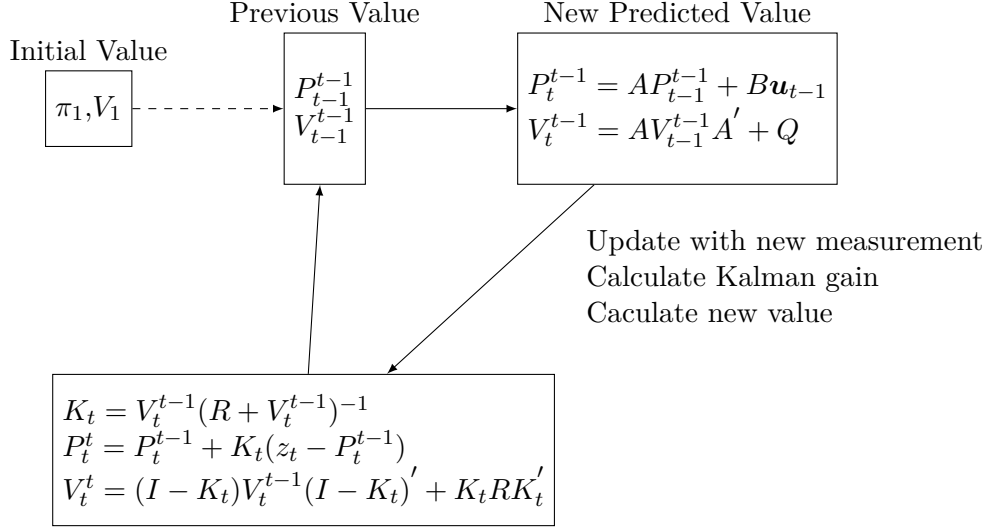 Previous Value
New Predicted Value
Initial Value
π₁,V₁
P_{t-1}^{t-1}
V_{t-1}^{t-1}
P_t^{t-1} = AP_{t-1}^{t-1} + Bu_{t-1}
V_t^{t-1} = AV_{t-1}^{t-1}A' + Q
Update with new measurement
Calculate Kalman gain
Caculate new value
K_t = V_t^{t-1}(R + V_t^{t-1})^{-1}
P_t^t = P_t^{t-1} + K_t(z_t − P_t^{t-1})
V_t^t = (I − K_t)V_t^{t-1}(I − K_t)' + K_tRK_t'